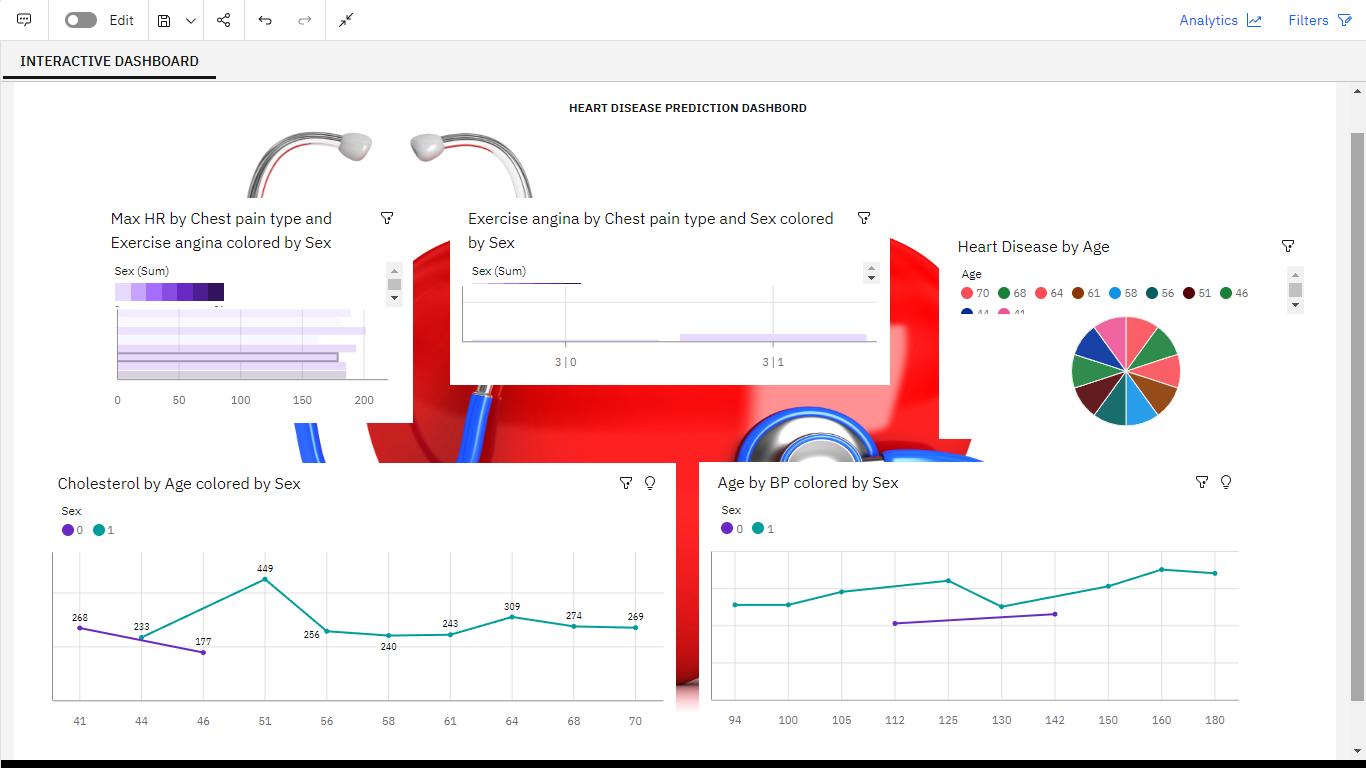 Edit
Analytics
Filters
INTERACTIVE DASHBOARD
HEART DISEASE PREDICTION DASHBORD
Max HR by Chest pain type and
Exercise angina colored by Sex
Sex (Sum)
0 50 100 150 200
Exercise angina by Chest pain type and Sex colored
by Sex
Sex (Sum)
3 | 0 3 | 1
Heart Disease by Age
Age
70 68 64 61 58 56 51 46
44 41
Cholesterol by Age colored by Sex
Sex
0 1
268 233 177 449 256 240 243 309 274 269
41 44 46 51 56 58 61 64 68 70
Age by BP colored by Sex
Sex
0 1
94 100 105 112 125 130 142 150 160 180